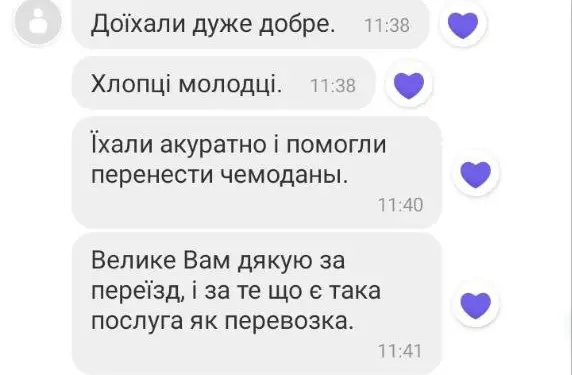 Доїхали дуже добре. 11:38
Хлопці молодці. 11:38
Їхали акуратно і помогли
перенести чемоданы.
11:40
Велике Вам дякую за
переїзд, і за те що є така
послуга як перевозка.
11:41